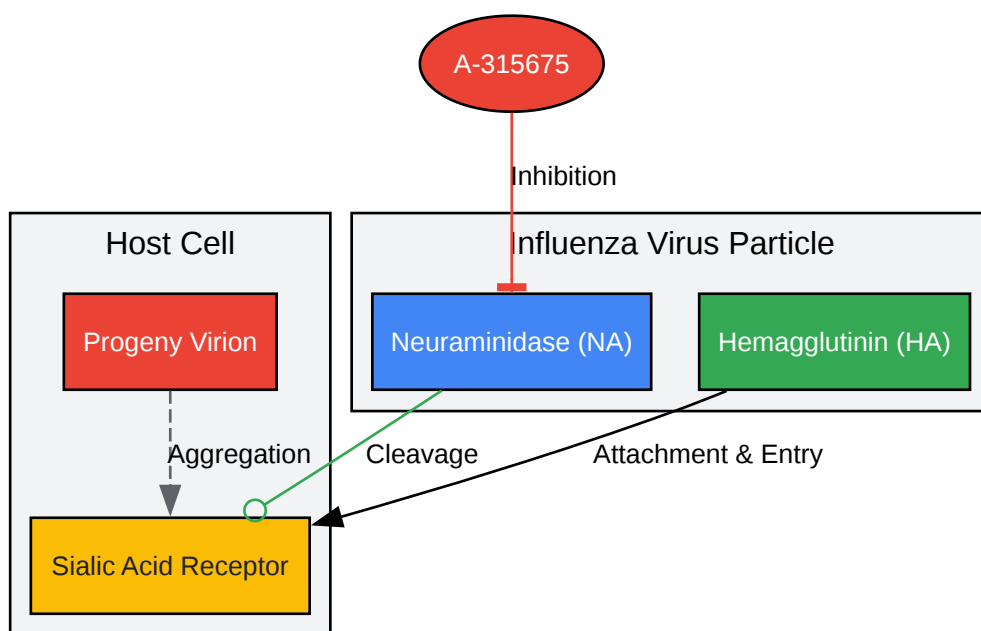 A-315675
Inhibition
Host Cell
Influenza Virus Particle
Progeny Virion
Neuraminidase (NA)
Hemagglutinin (HA)
Aggregation
Cleavage
Attachment & Entry
Sialic Acid Receptor